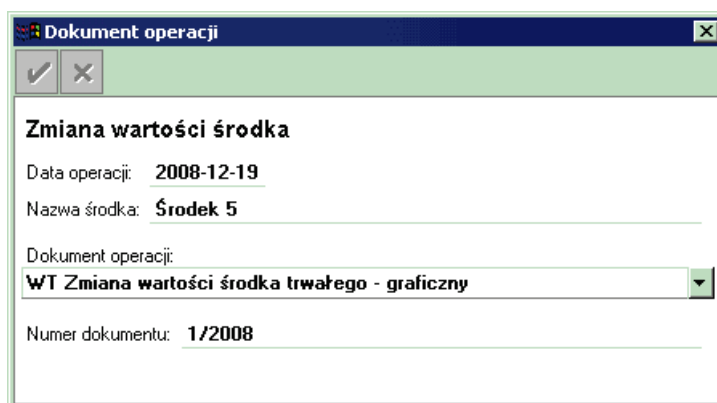 Dokument operacji
Zmiana wartości środka
Data operacji: 2008-12-19
Nazwa środka: Środek 5
Dokument operacji:
WT Zmiana wartości środka trwałego - graficzny
Numer dokumentu: 1/2008